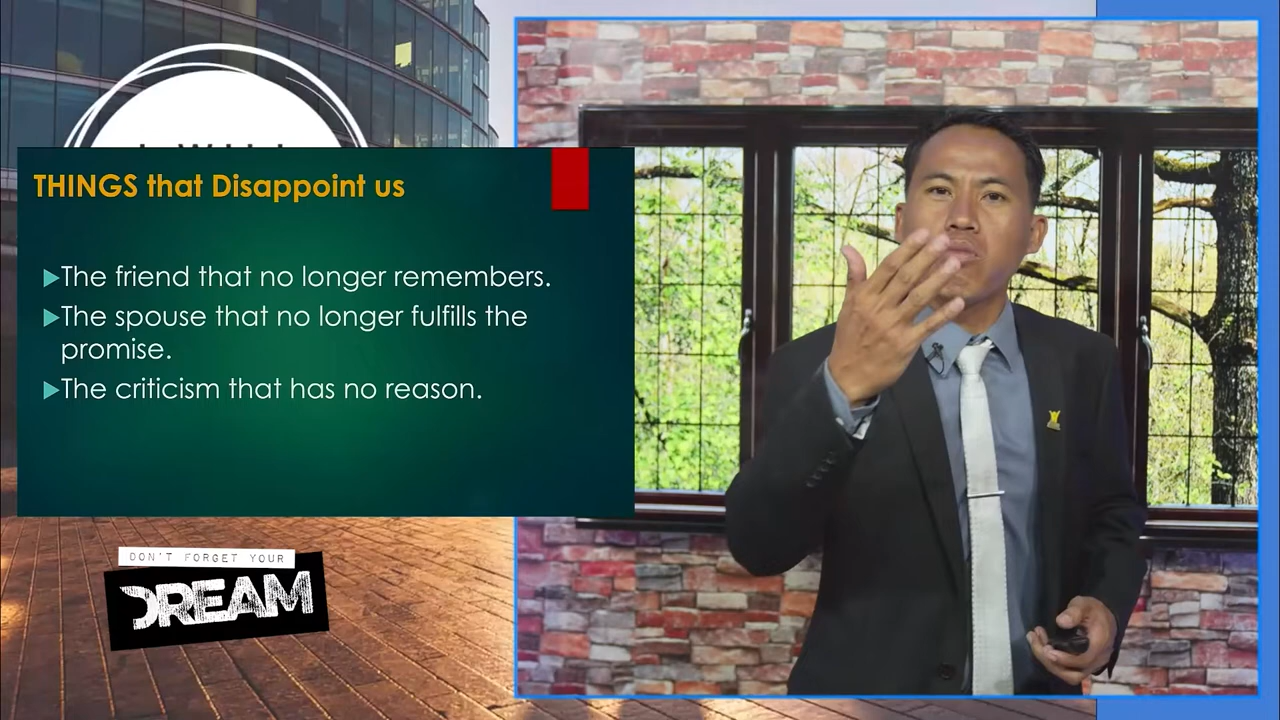 THINGS that Disappoint us
The friend that no longer remembers.
The spouse that no longer fulfills the
promise.
The criticism that has no reason.
DON'T FORGET YOUR
DREAM